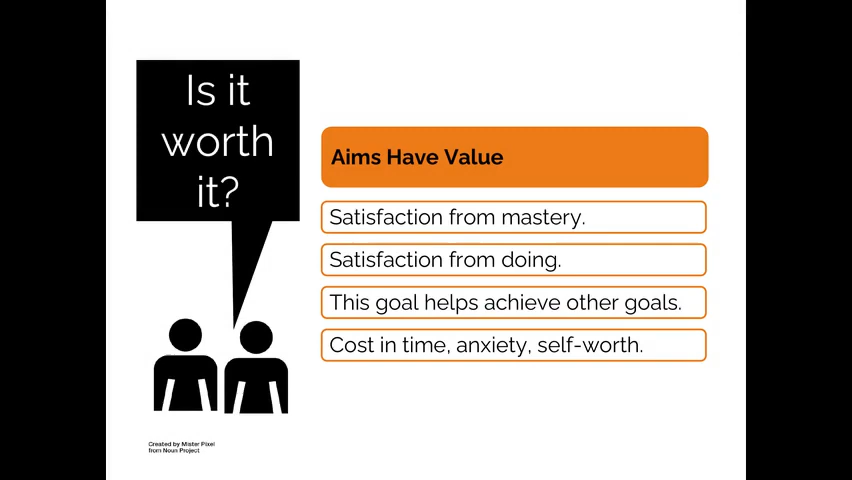 Is it
worth
it?
Aims Have Value
Satisfaction from mastery.
Satisfaction from doing.
This goal helps achieve other goals.
Cost in time, anxiety, self-worth.
Created by Mister Pixel
from Noun Project